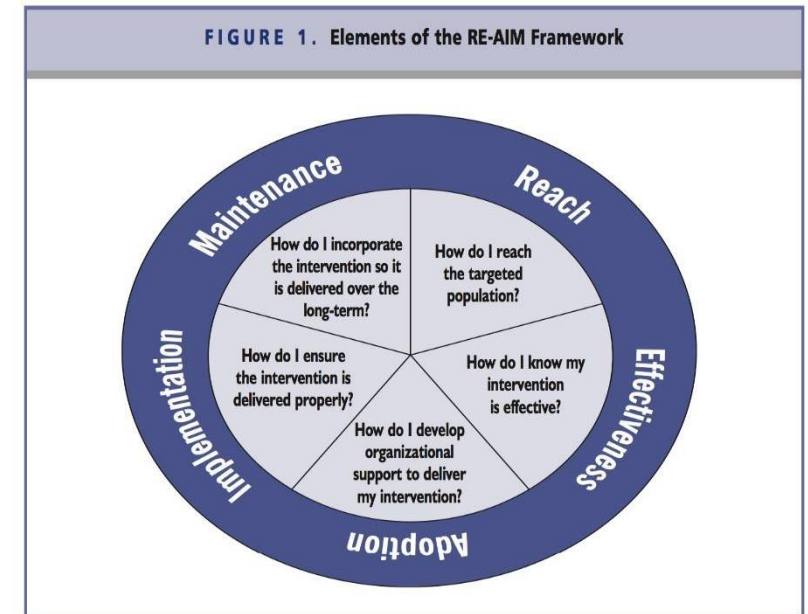 FIGURE 1. Elements of the RE-AIM Framework
Maintenance
Reach
How do I incorporate
the intervention so it
is delivered over the
long-term?
How do I reach
the targeted
population?
How do I ensure
the intervention is
delivered properly?
How do I know my
intervention
is effective?
How do I develop
organizational
support to deliver
my intervention?
Implementation
Effectiveness
Adoption